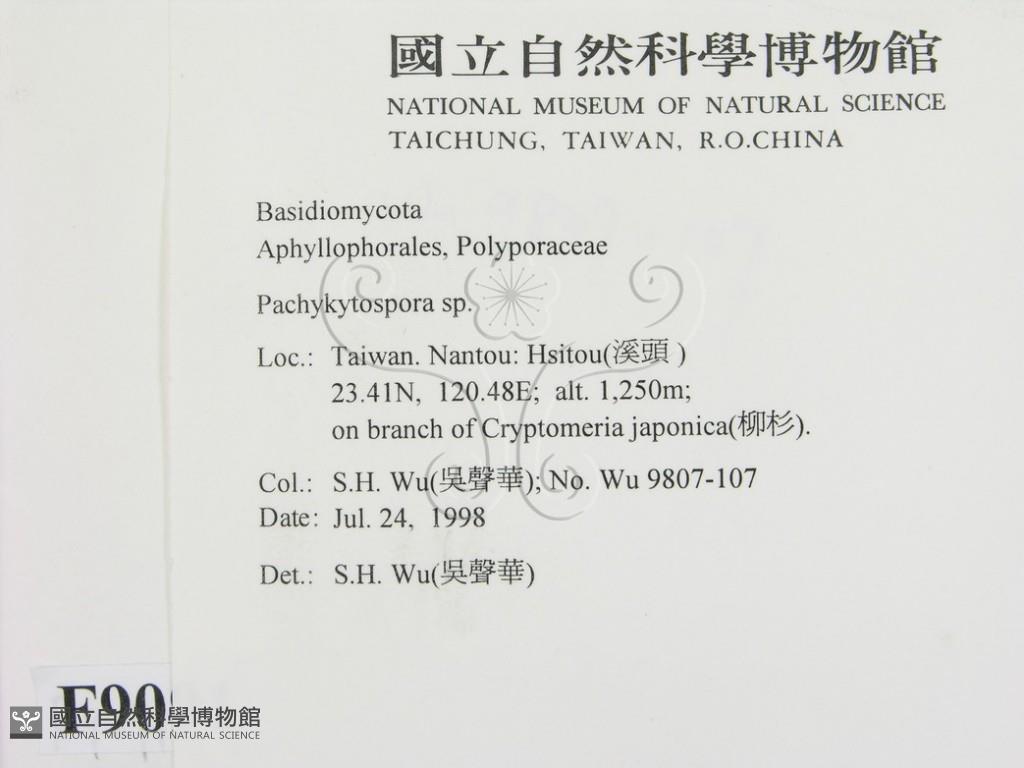 國立自然科學博物館
NATIONAL MUSEUM OF NATURAL SCIENCE
TAICHUNG, TAIWAN, R.O.CHINA
Basidiomycota
Aphyllophorales, Polyporaceae
Pachykytospora sp.
Loc.: Taiwan. Nantou: Hsitou(溪頭)
23.41N, 120.48E; alt. 1,250m;
on branch of Cryptomeria japonica(柳杉).
Col.: S.H. Wu(吳聲華); No. Wu 9807-107
Date: Jul. 24, 1998
Det.: S.H. Wu(吳聲華)
F90
國立自然科學博物館
NATIONAL MUSEUM OF NATURAL SCIENCE